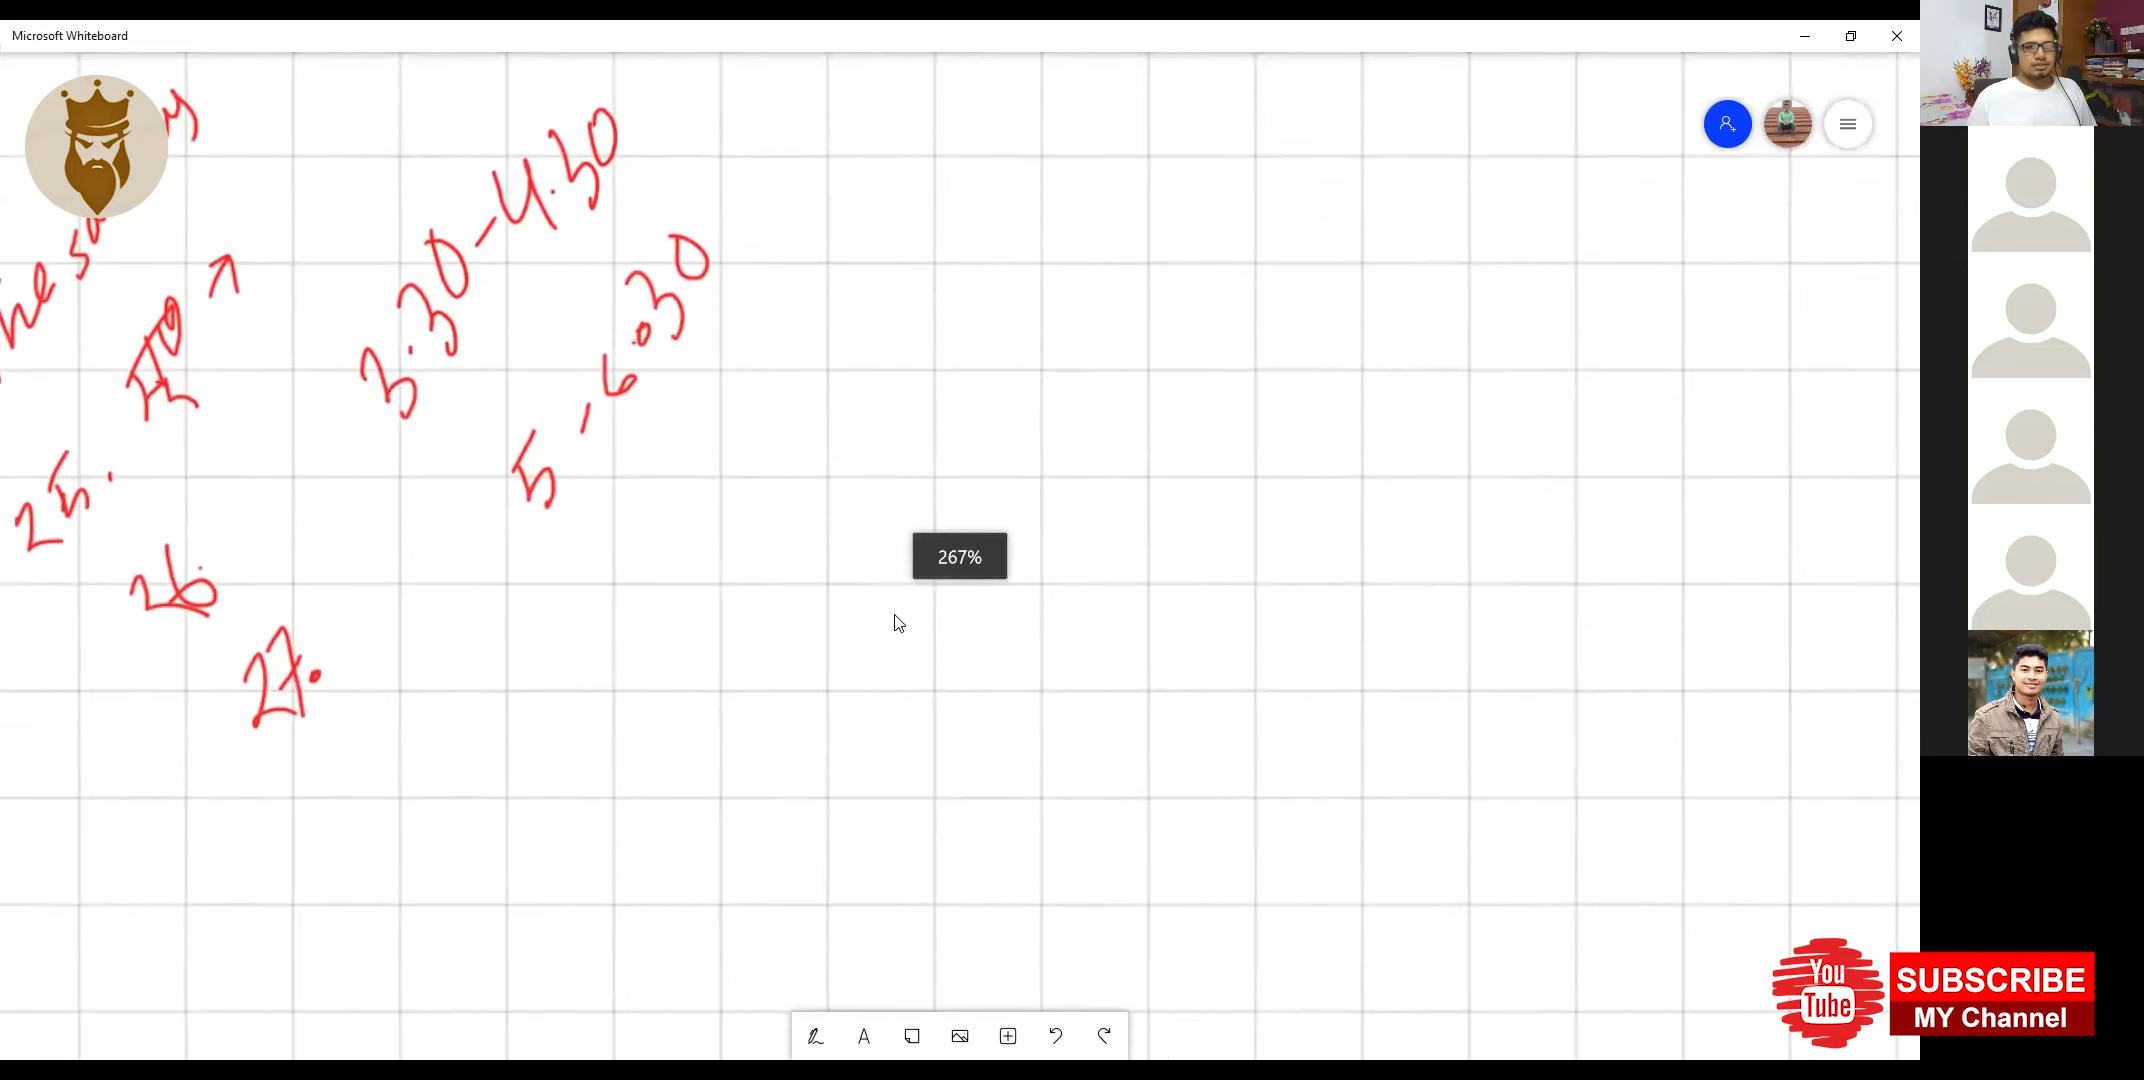 Microsoft Whiteboard
3.30 - 4.30
5 - 6.30
25.
26
27.
267%
You
Tube
SUBSCRIBE
MY Channel